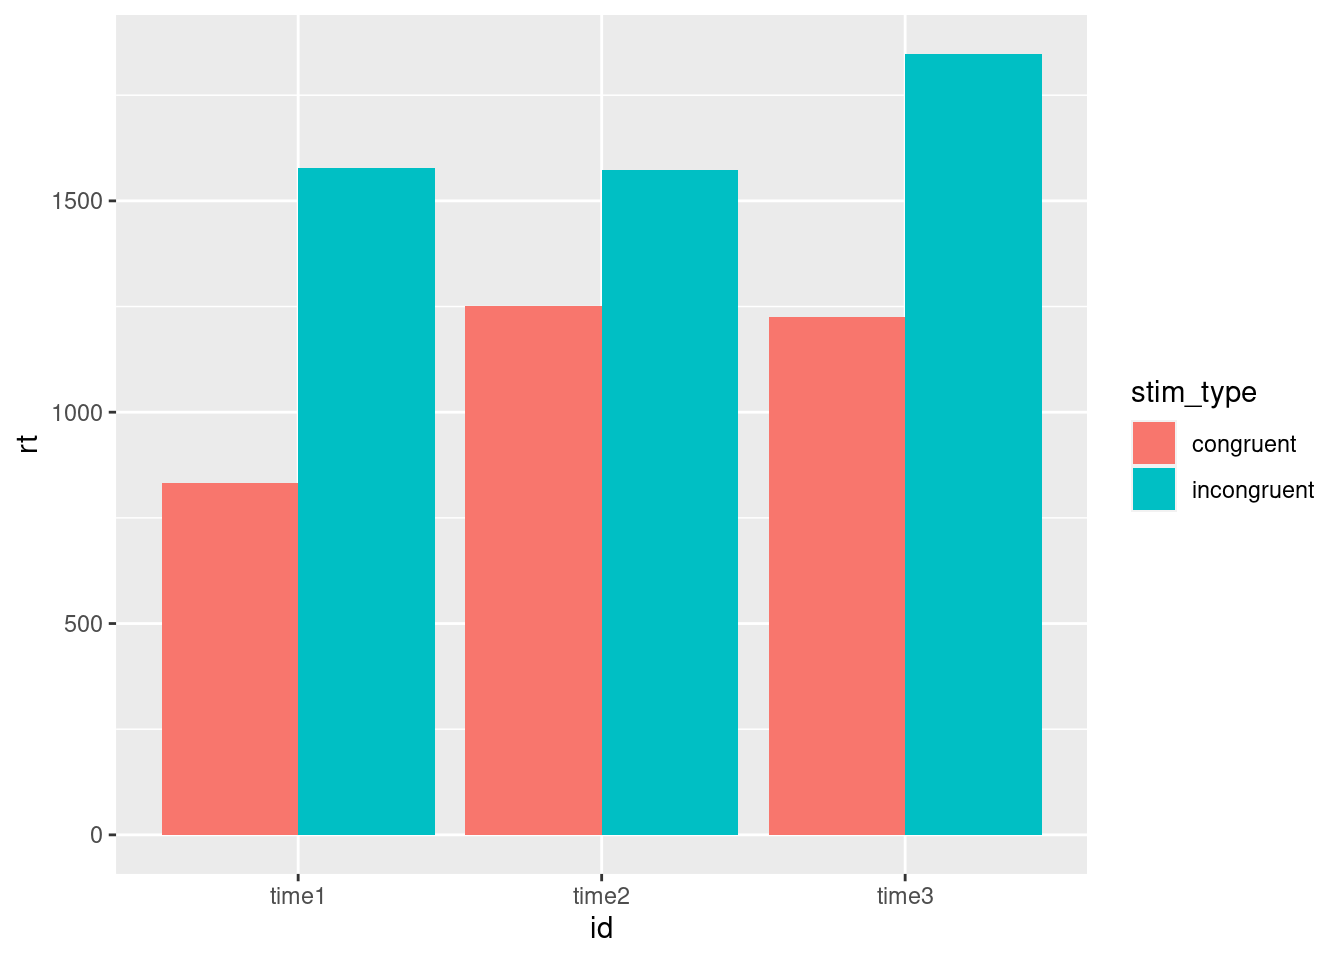 1500
1000
500
0
rt
time1 time2 time3
id
stim_type
congruent
incongruent